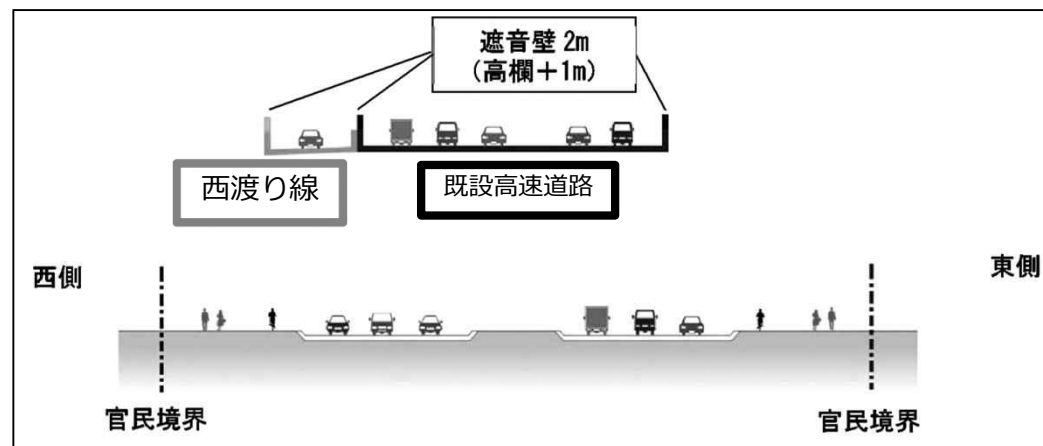 遮音壁 2m
(高欄＋1m)
西渡り線
既設高速道路
西側
東側
官民境界
官民境界